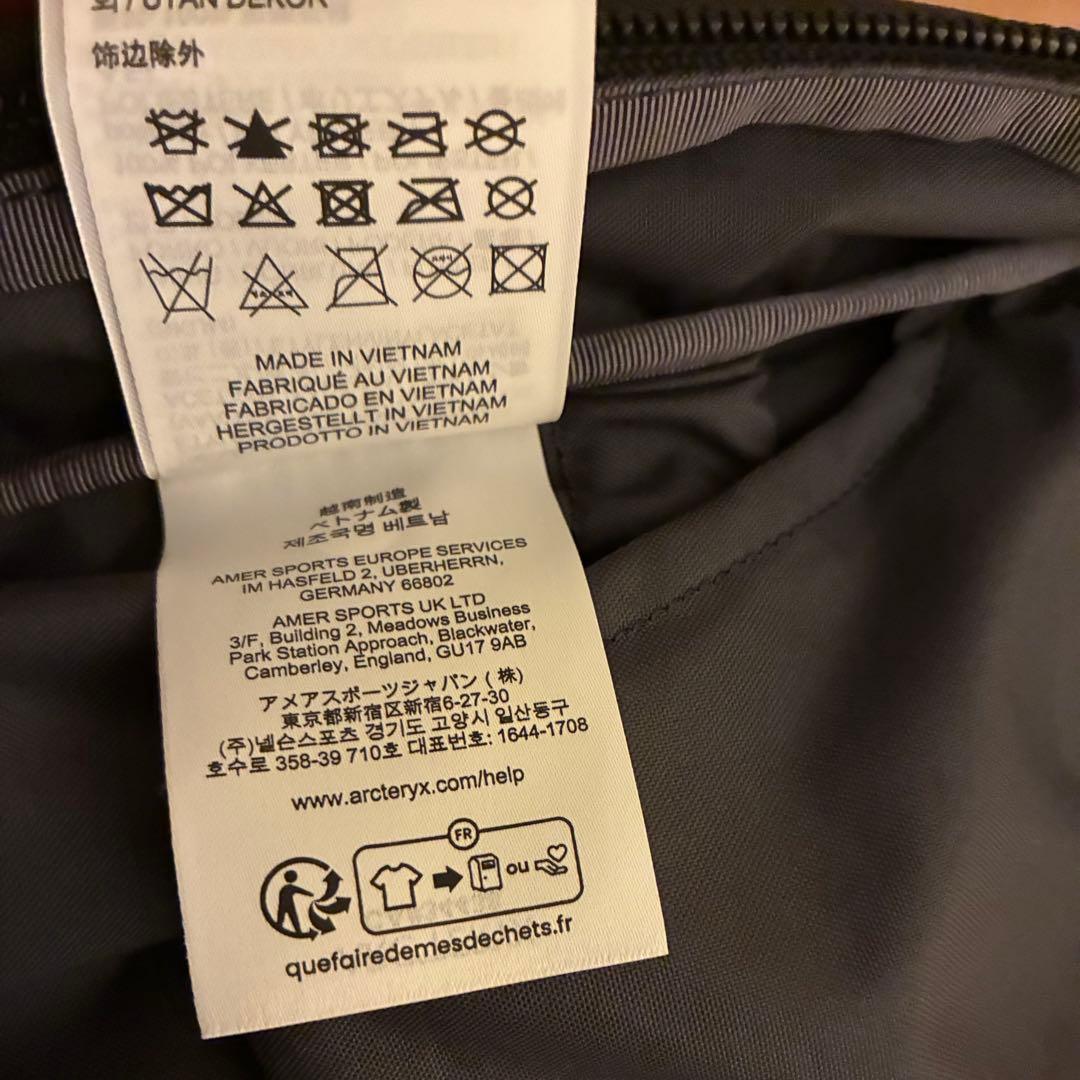 외 / UTAN DEKOR
饰边除外
MADE IN VIETNAM
FABRIQUÉ AU VIETNAM
FABRICADO EN VIETNAM
HERGESTELLT IN VIETNAM
PRODOTTO IN VIETNAM
越南制造
ベトナム製
제조국명 베트남
AMER SPORTS EUROPE SERVICES
IM HASFELD 2, UBERHERRN,
GERMANY 66802
AMER SPORTS UK LTD
3/F, Building 2, Meadows Business
Park Station Approach, Blackwater,
Camberley, England, GU17 9AB
アメアスポーツジャパン ( 株)
東京都新宿区新宿6-27-30
(주)넬슨스포츠 경기도 고양시 일산동구
호수로 358-39 710호 대표번호: 1644-1708
www.arcteryx.com/help
FR
ou
quefairedemesdechets.fr